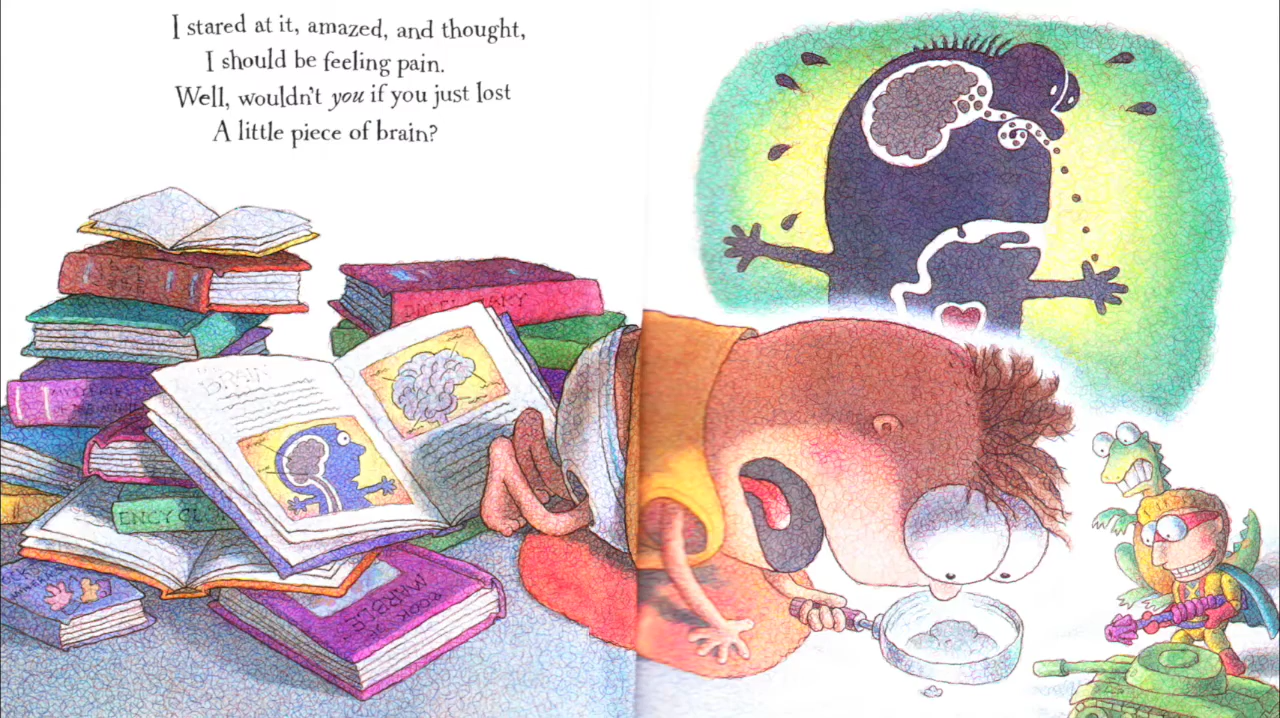 I stared at it, amazed, and thought,
I should be feeling pain.
Well, wouldn't you if you just lost
A little piece of brain?
BRAIN
DICTIONARY
ENCYCL